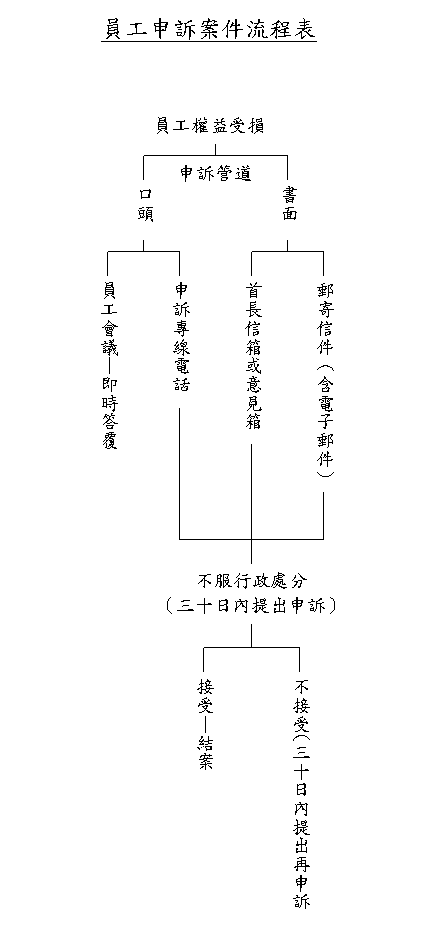 員工申訴案件流程表
員工權益受損
申訴管道
口頭
書面
員工會議—即時答覆
申訴專線電話
首長信箱或意見箱
郵寄信件(含電子郵件)
不服行政處分
(三十日內提出申訴)
接受—結案
不接受(三十日內提出再申訴